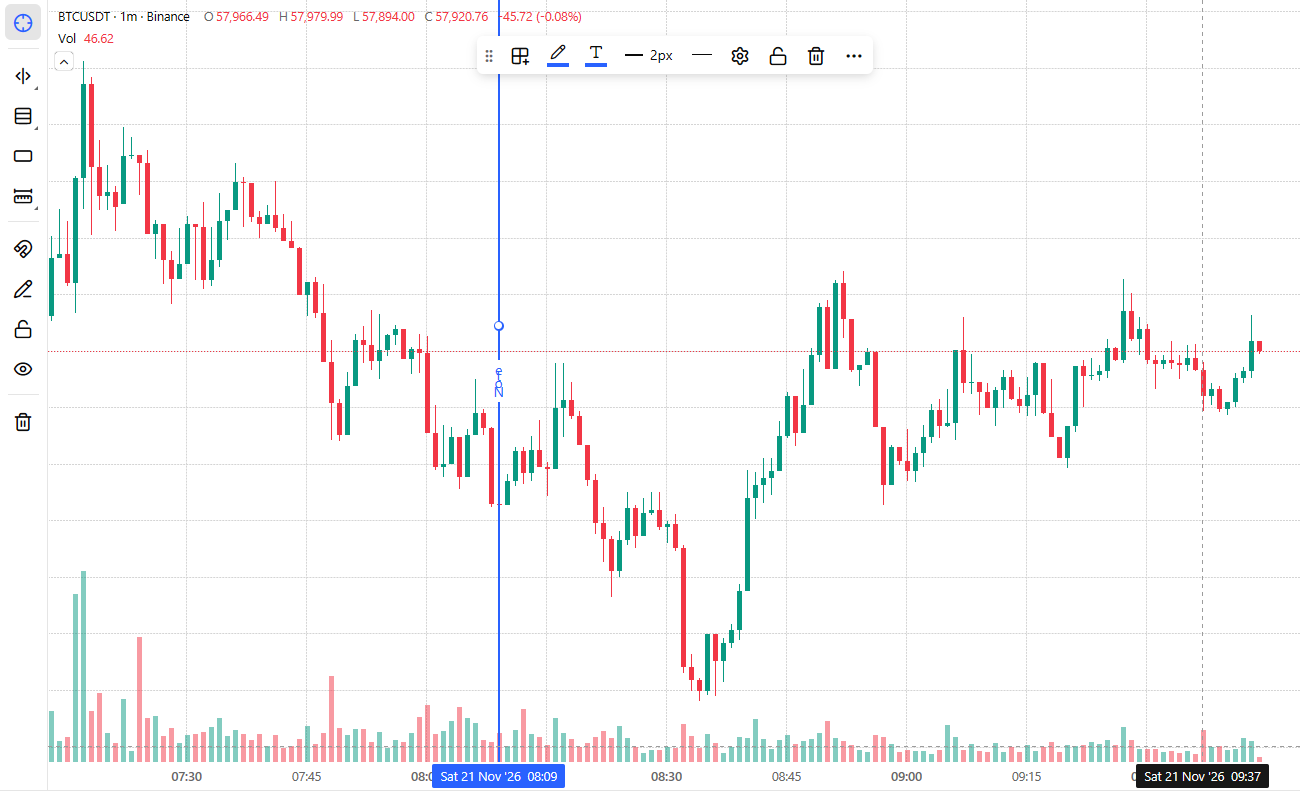 BTCUSDT · 1m · Binance O 57,966.49 H 57,979.99 L 57,894.00 C 57,920.76 -45.72 (-0.08%)
Vol 46.62
T 2px
07:30 07:45 08:0 Sat 21 Nov '26 08:09 08:30 08:45 09:00 09:15 Sat 21 Nov '26 09:37